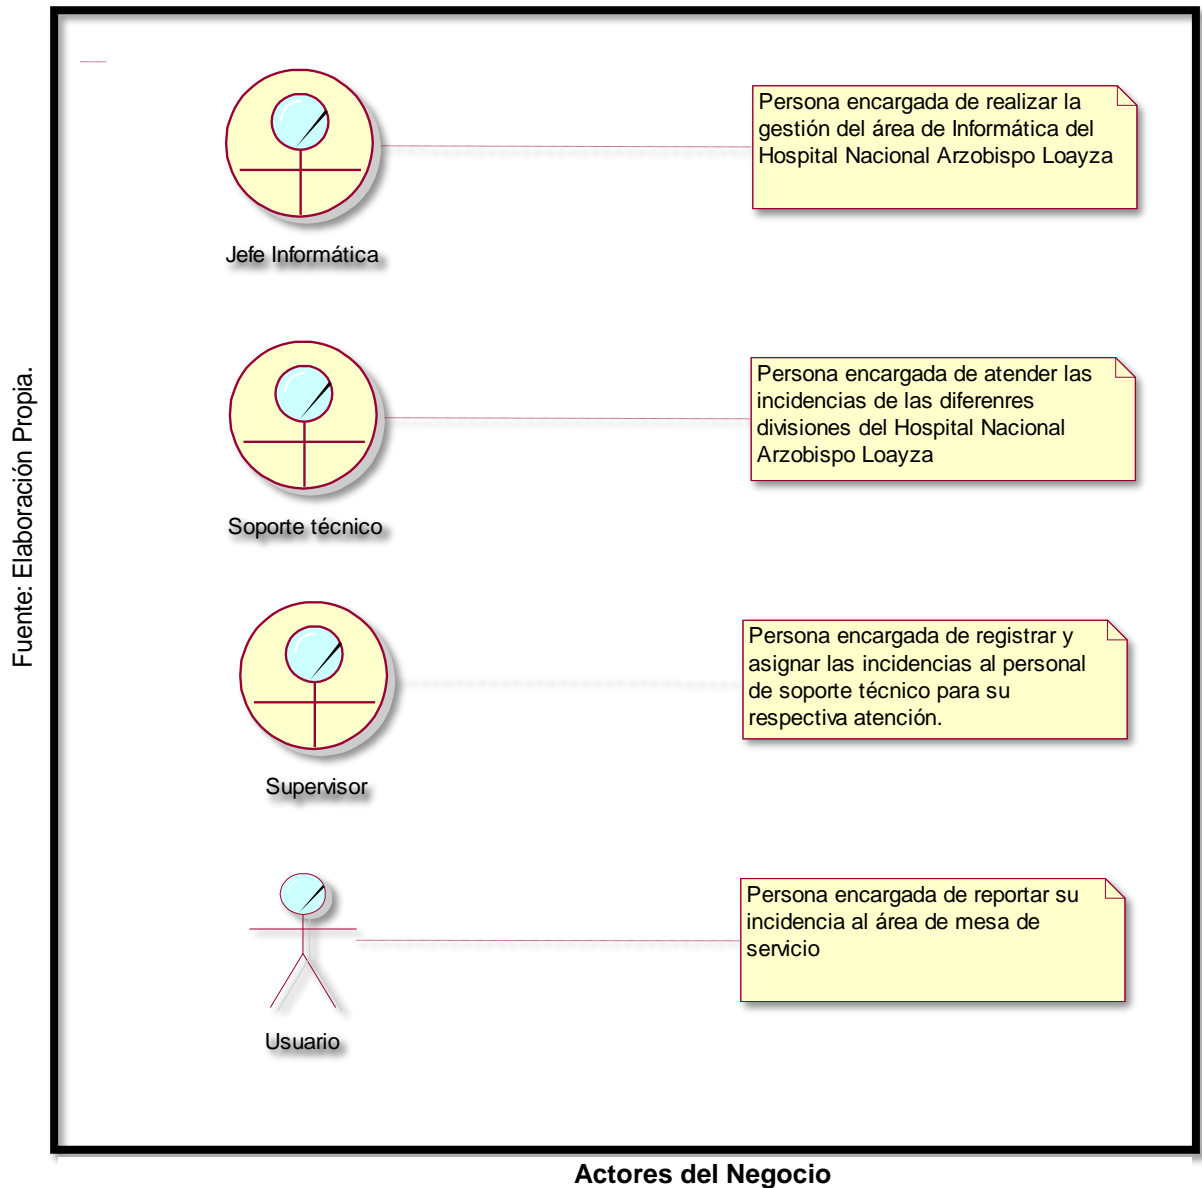 Persona encargada de realizar la
gestión del área de Informática del
Hospital Nacional Arzobispo Loayza
Jefe Informática
Persona encargada de atender las
incidencias de las diferenres
divisiones del Hospital Nacional
Arzobispo Loayza
Soporte técnico
Persona encargada de registrar y
asignar las incidencias al personal
de soporte técnico para su
respectiva atención.
Supervisor
Persona encargada de reportar su
incidencia al área de mesa de
servicio
Usuario
Fuente: Elaboración Propia.
Actores del Negocio